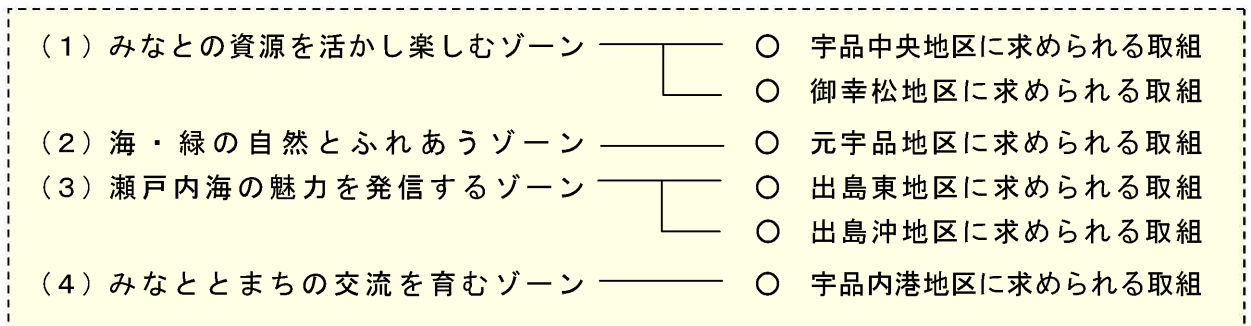 （1）みなとの資源を活かし楽しむゾーン ○ 宇品中央地区に求められる取組
○ 御幸松地区に求められる取組
（2）海・緑の自然とふれあうゾーン ○ 元宇品地区に求められる取組
（3）瀬戸内海の魅力を発信するゾーン ○ 出島東地区に求められる取組
○ 出島沖地区に求められる取組
（4）みなととまちの交流を育むゾーン ○ 宇品内港地区に求められる取組